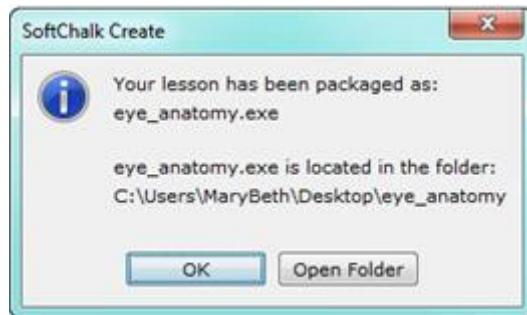 SoftChalk Create
Your lesson has been packaged as:
eye_anatomy.exe
eye_anatomy.exe is located in the folder:
C:\Users\MaryBeth\Desktop\eye_anatomy
OK
Open Folder